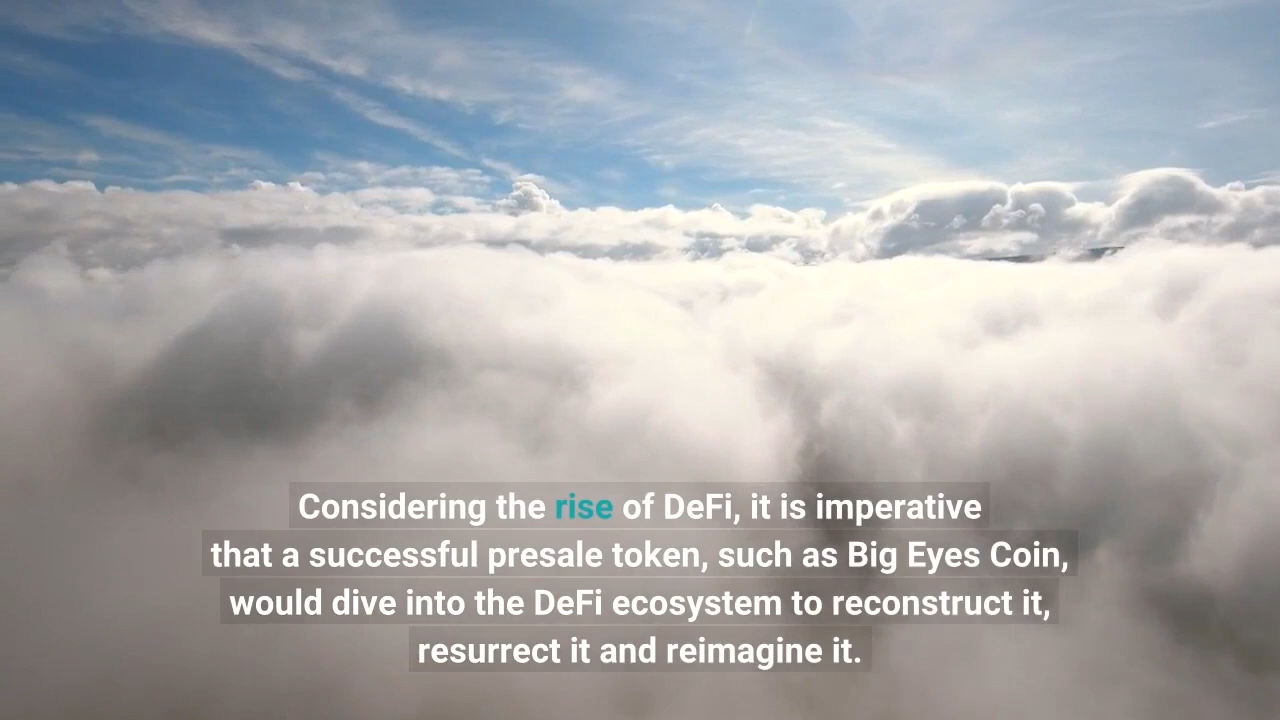 Considering the rise of DeFi, it is imperative
that a successful presale token, such as Big Eyes Coin,
would dive into the DeFi ecosystem to reconstruct it,
resurrect it and reimagine it.